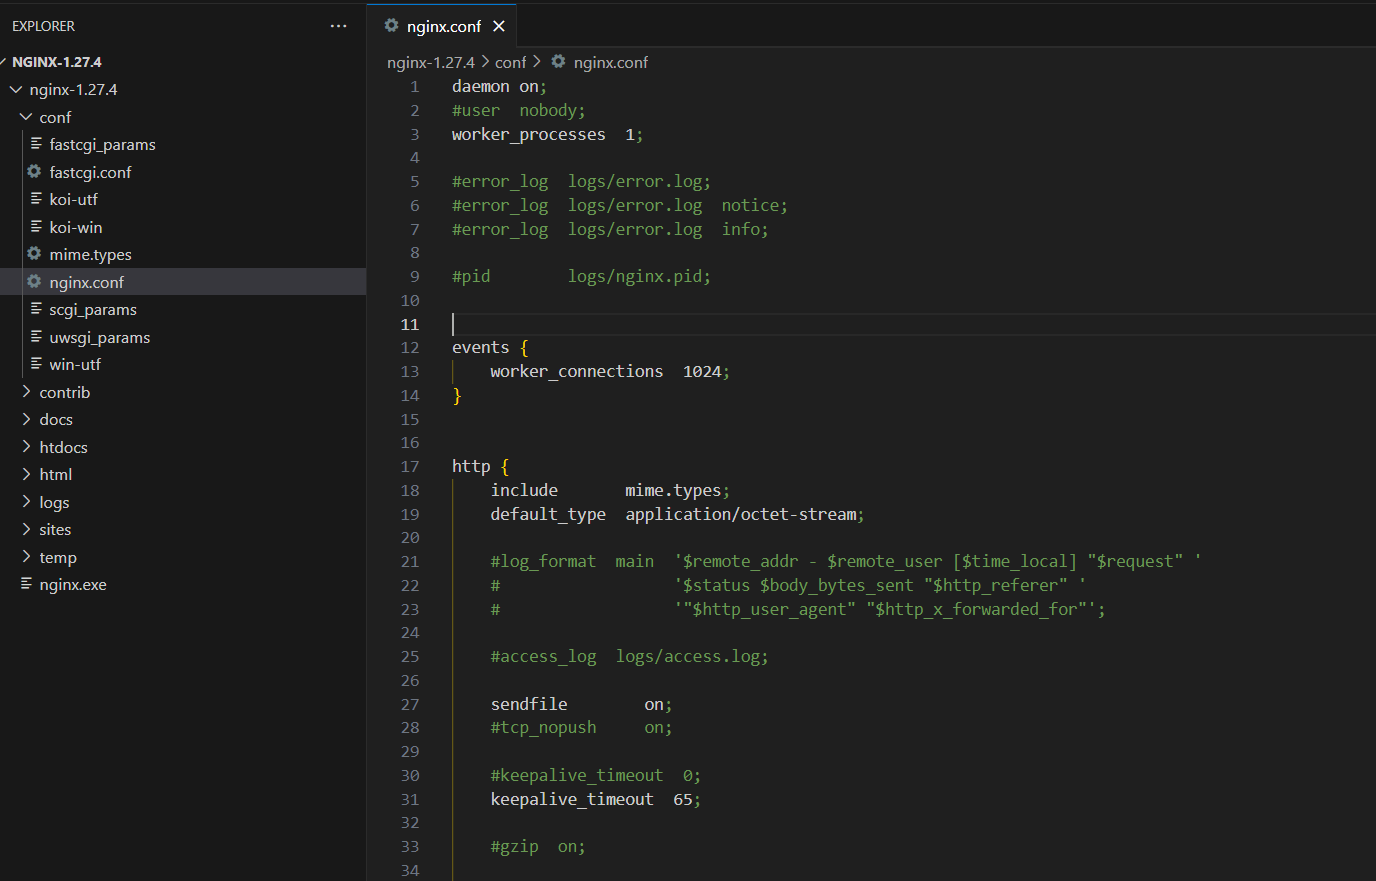 EXPLORER
NGINX-1.27.4
nginx-1.27.4
conf
fastcgi_params
fastcgi.conf
koi-utf
koi-win
mime.types
nginx.conf
scgi_params
uwsgi_params
win-utf
contrib
docs
htdocs
html
logs
sites
temp
nginx.exe
nginx.conf
nginx-1.27.4 > conf > nginx.conf
1 daemon on;
2 #user  nobody;
3 worker_processes  1;
4
5 #error_log  logs/error.log;
6 #error_log  logs/error.log  notice;
7 #error_log  logs/error.log  info;
8
9 #pid        logs/nginx.pid;
10
11
12 events {
13     worker_connections  1024;
14 }
15
16
17 http {
18     include       mime.types;
19     default_type  application/octet-stream;
20
21     #log_format  main  '$remote_addr - $remote_user [$time_local] "$request" '
22     #                  '$status $body_bytes_sent "$http_referer" '
23     #                  '"$http_user_agent" "$http_x_forwarded_for"';
24
25     #access_log  logs/access.log;
26
27     sendfile        on;
28     #tcp_nopush     on;
29
30     #keepalive_timeout  0;
31     keepalive_timeout  65;
32
33     #gzip  on;
34